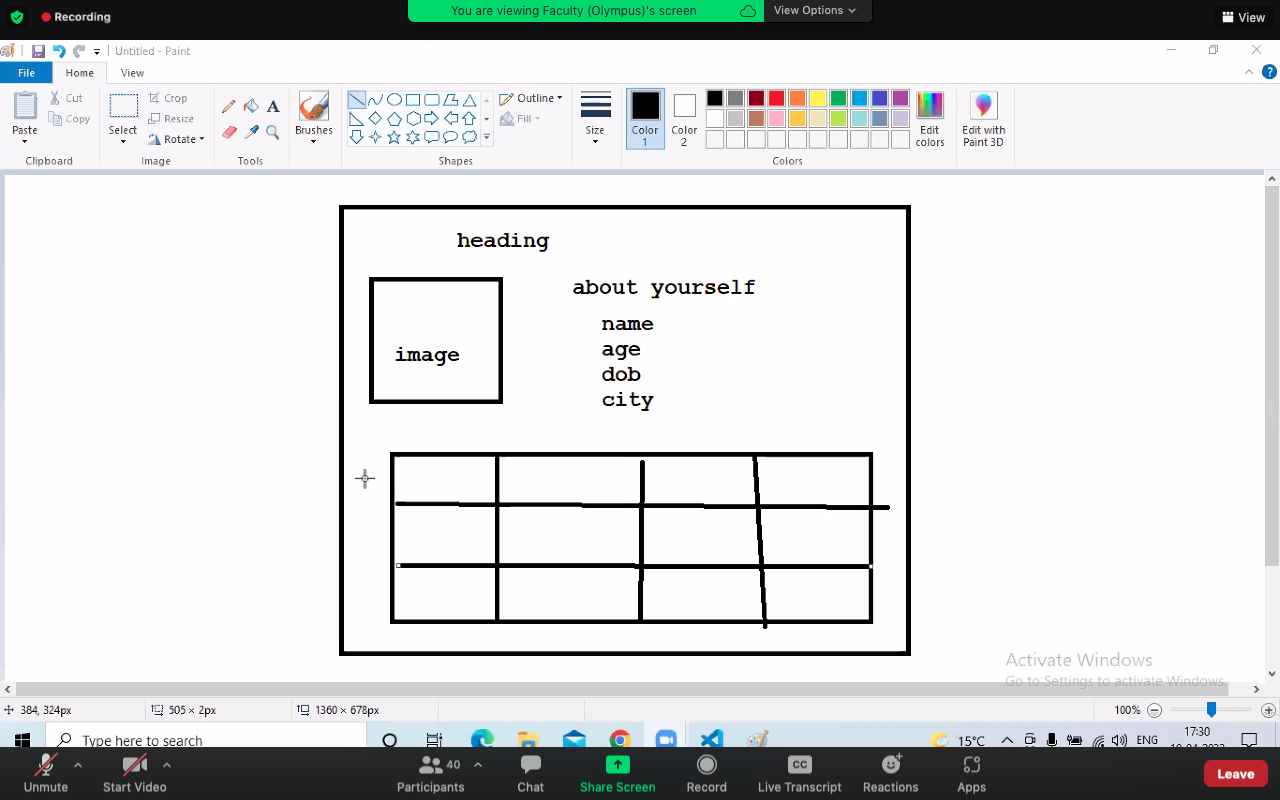 Recording
You are viewing Faculty (Olympus)'s screen
View Options
View
Untitled - Paint
File
Home
View
Paste
Cut
Copy
Clipboard
Select
Crop
Resize
Rotate
Image
A
Tools
Brushes
Outline
Fill
Shapes
Size
Color
1
Color
2
Edit
colors
Colors
Edit with
Paint 3D
heading
about yourself
name
age
dob
city
image
Activate Windows
Go to Settings to activate Windows.
384, 324px
505 × 2px
1360 × 678px
100%
Type here to search
15°C
ENG
17:30
Unmute
Start Video
40
Participants
Chat
Share Screen
Record
CC
Live Transcript
Reactions
Apps
Leave